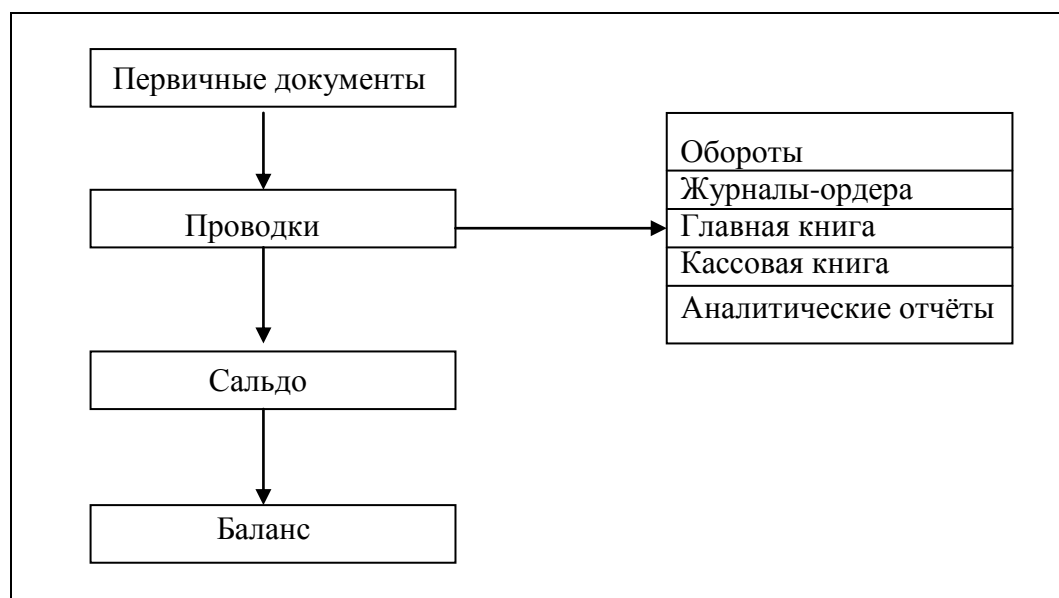 Первичные документы
Проводки
Сальдо
Баланс
Обороты
Журналы-ордера
Главная книга
Кассовая книга
Аналитические отчёты